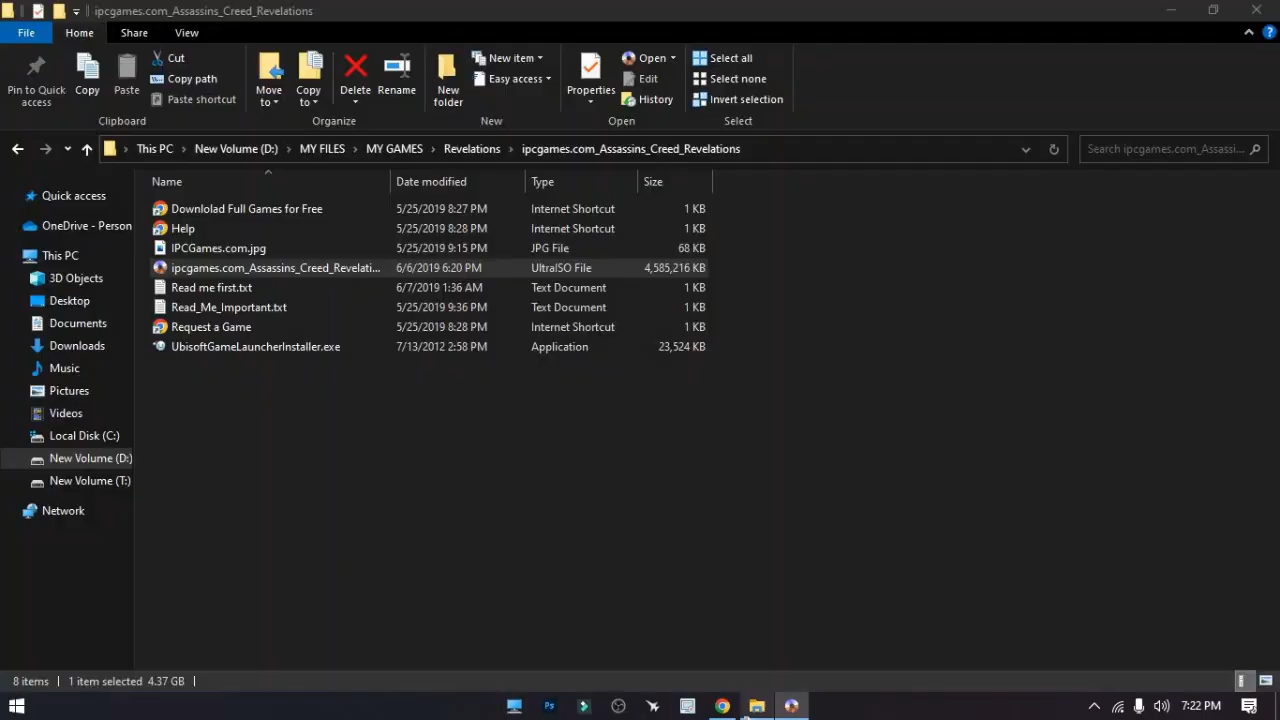 ipcgames.com_Assassins_Creed_Revelations
File Home Share View
Pin to Quick access
Copy
Paste
Cut
Copy path
Paste shortcut
Clipboard
Move to
Copy to
Delete
Rename
Organize
New folder
New item
Easy access
New
Properties
Open
Edit
History
Open
Select all
Select none
Invert selection
Select
This PC New Volume (D:) MY FILES MY GAMES Revelations ipcgames.com_Assassins_Creed_Revelations
Search ipcgames.com_Assassi...
Name Date modified Type Size
Downlolad Full Games for Free 5/25/2019 8:27 PM Internet Shortcut 1 KB
Help 5/25/2019 8:28 PM Internet Shortcut 1 KB
IPCGames.com.jpg 5/25/2019 9:15 PM JPG File 68 KB
ipcgames.com_Assassins_Creed_Revelati... 6/6/2019 6:20 PM UltraISO File 4,585,216 KB
Read me first.txt 6/7/2019 1:36 AM Text Document 1 KB
Read_Me_Important.txt 5/25/2019 9:36 PM Text Document 1 KB
Request a Game 5/25/2019 8:28 PM Internet Shortcut 1 KB
UbisoftGameLauncherInstaller.exe 7/13/2012 2:58 PM Application 23,524 KB
Quick access
OneDrive - Person
This PC
3D Objects
Desktop
Documents
Downloads
Music
Pictures
Videos
Local Disk (C:)
New Volume (D:)
New Volume (T:)
Network
8 items 1 item selected 4.37 GB
Ps
7:22 PM